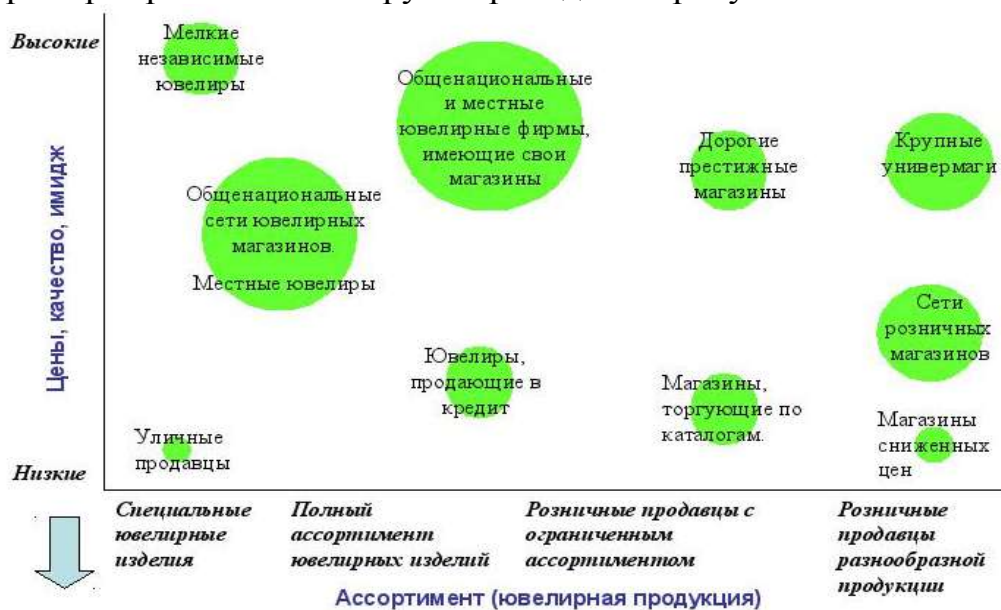 Высокие
Мелкие
независимые
ювелиры
Общенациональные
и местные
ювелирные фирмы,
имеющие свои
магазины
Дорогие
престижные
магазины
Крупные
универмаги
Общенациональные
сети ювелирных
магазинов.
Местные ювелиры
Цены, качество, имидж
Сети
розничных
магазинов
Ювелиры,
продающие в
кредит
Магазины,
торгующие по
каталогам.
Магазины
сниженных
цен
Уличные
продавцы
Низкие
Специальные
ювелирные
изделия
Полный
ассортимент
ювелирных изделий
Розничные продавцы с
ограниченным
ассортиментом
Розничные
продавцы
разнообразной
продукции
Ассортимент (ювелирная продукция)